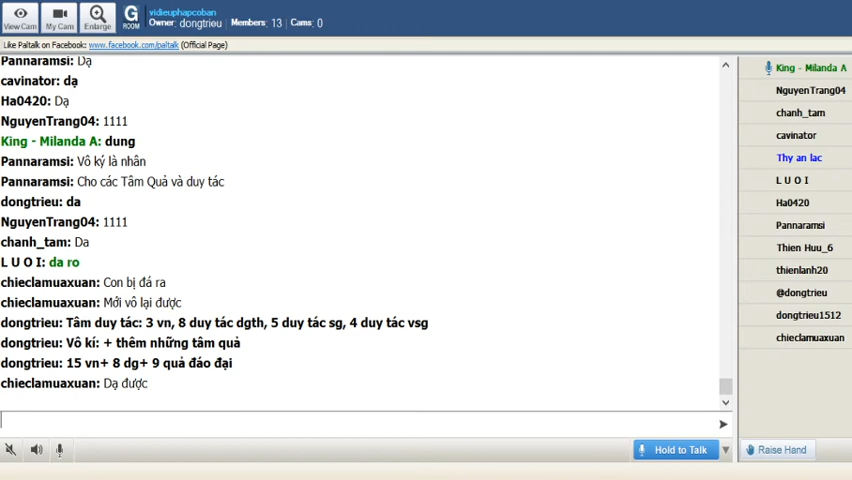 View Cam
My Cam
Enlarge
G
ROOM
vidieuphapcoban
Owner: dongtrieu Members: 13 Cams: 0
Like Paltalk on Facebook: www.facebook.com/paltalk (Official Page)
Pannaramsi: Dạ
cavinator: dạ
Ha0420: Dạ
NguyenTrang04: 1111
King - Milanda A: dung
Pannaramsi: Vô ký là nhân
Pannaramsi: Cho các Tâm Quả và duy tác
dongtrieu: da
NguyenTrang04: 1111
chanh_tam: Da
L U O I: da ro
chieclamuaxuan: Con bị đá ra
chieclamuaxuan: Mới vô lại được
dongtrieu: Tâm duy tác: 3 vn, 8 duy tác dgth, 5 duy tác sg, 4 duy tác vsg
dongtrieu: Vô kí: + thêm những tâm quả
dongtrieu: 15 vn+ 8 dg+ 9 quả đáo đại
chieclamuaxuan: Dạ được
King - Milanda A
NguyenTrang04
chanh_tam
cavinator
Thy an lac
L U O I
Ha0420
Pannaramsi
Thien Huu_6
thienlanh20
@dongtrieu
dongtrieu1512
chieclamuaxuan
Hold to Talk
Raise Hand